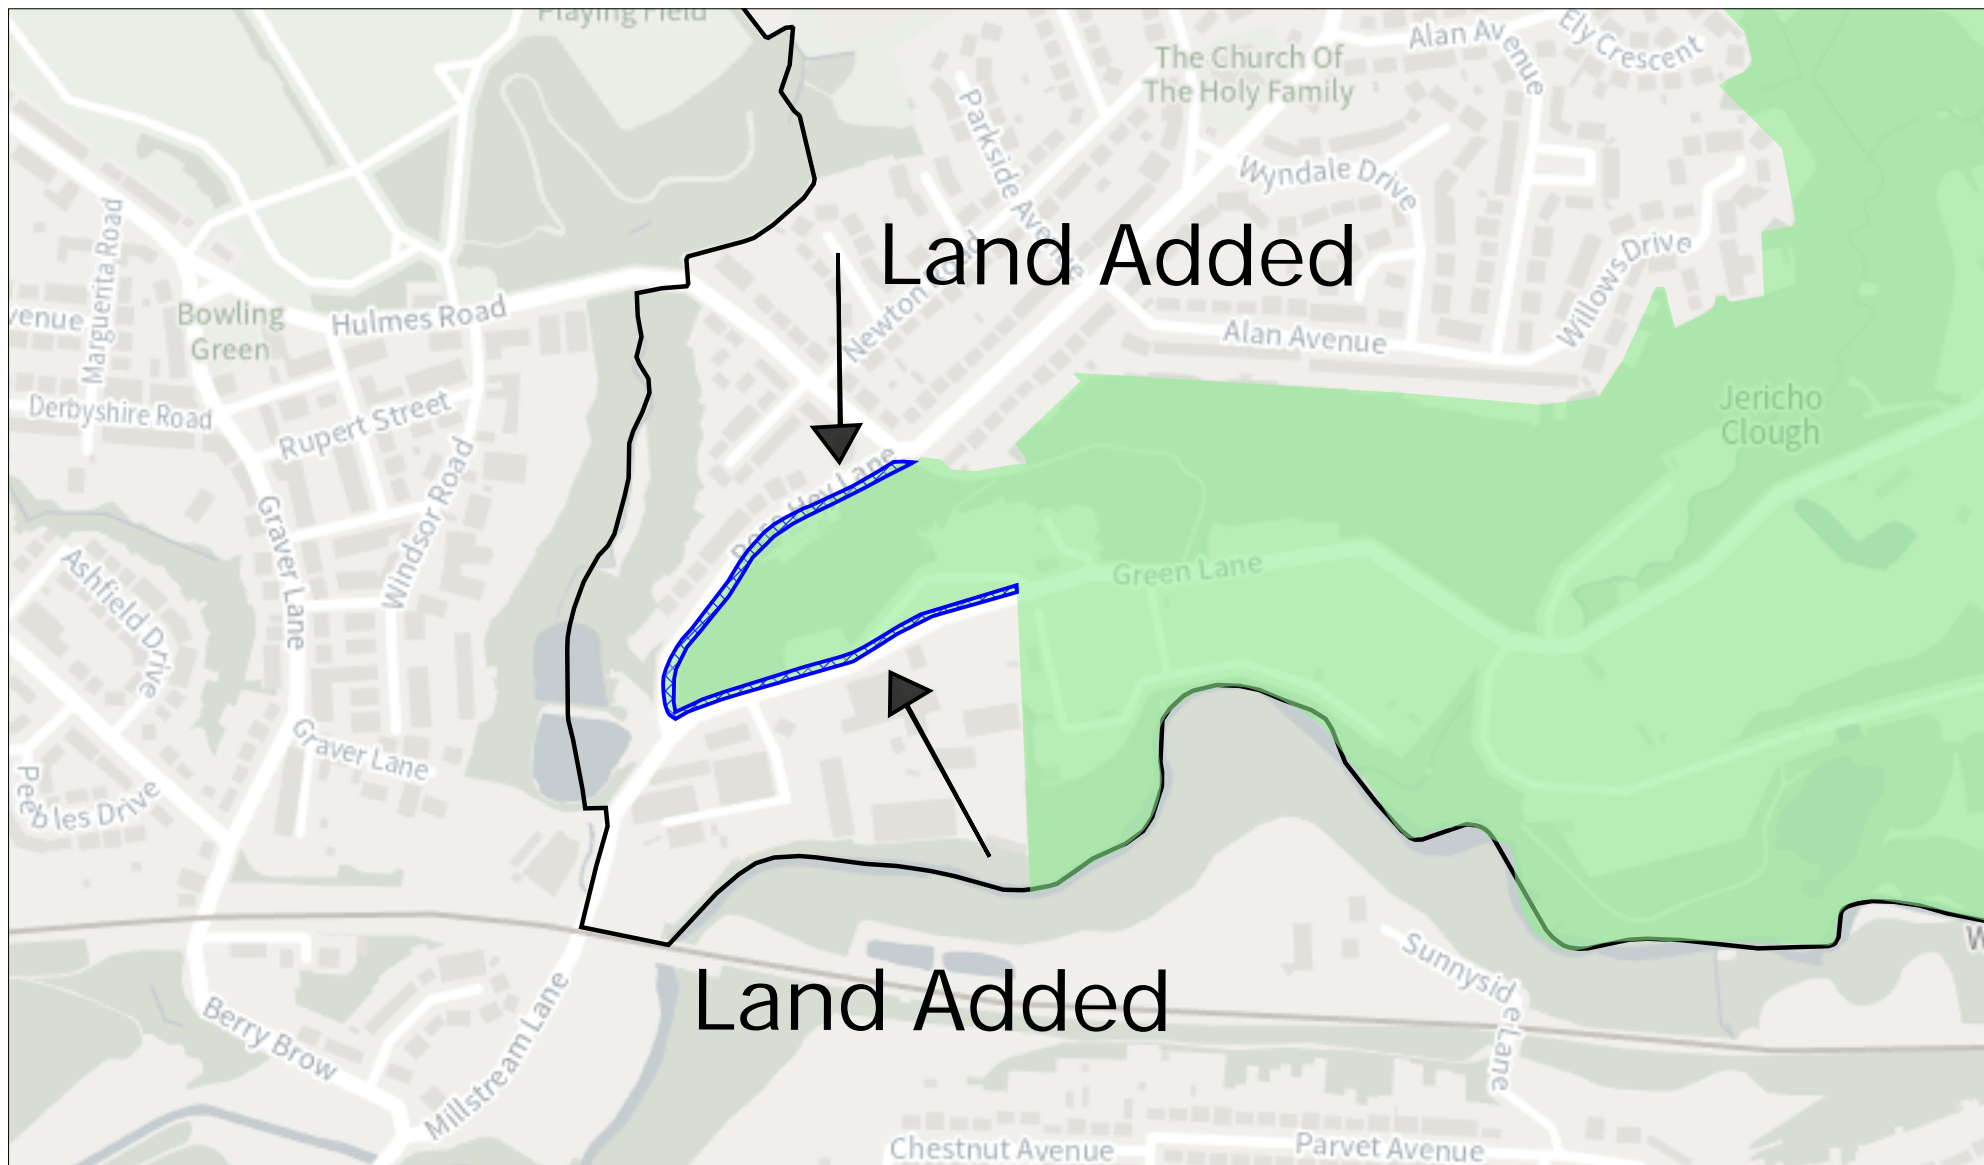 Playing Field
Alan Avenue
Ely Crescent
The Church Of
The Holy Family
Parkside Avenue
Wyndale Drive
Marguerita Road
Land Added
Willows Drive
Newton
Bowling
Green
Hulmes Road
venue
Alan Avenue
Derbyshire Road
Rupert Street
Jericho
Clough
Hey Lane
Windsor Road
Graver Lane
Green Lane
Ashfield Drive
Graver Lane
Peebles Drive
W
Sunnyside Lane
Land Added
Berry Brow
Millstream Lane
Chestnut Avenue
Parvet Avenue